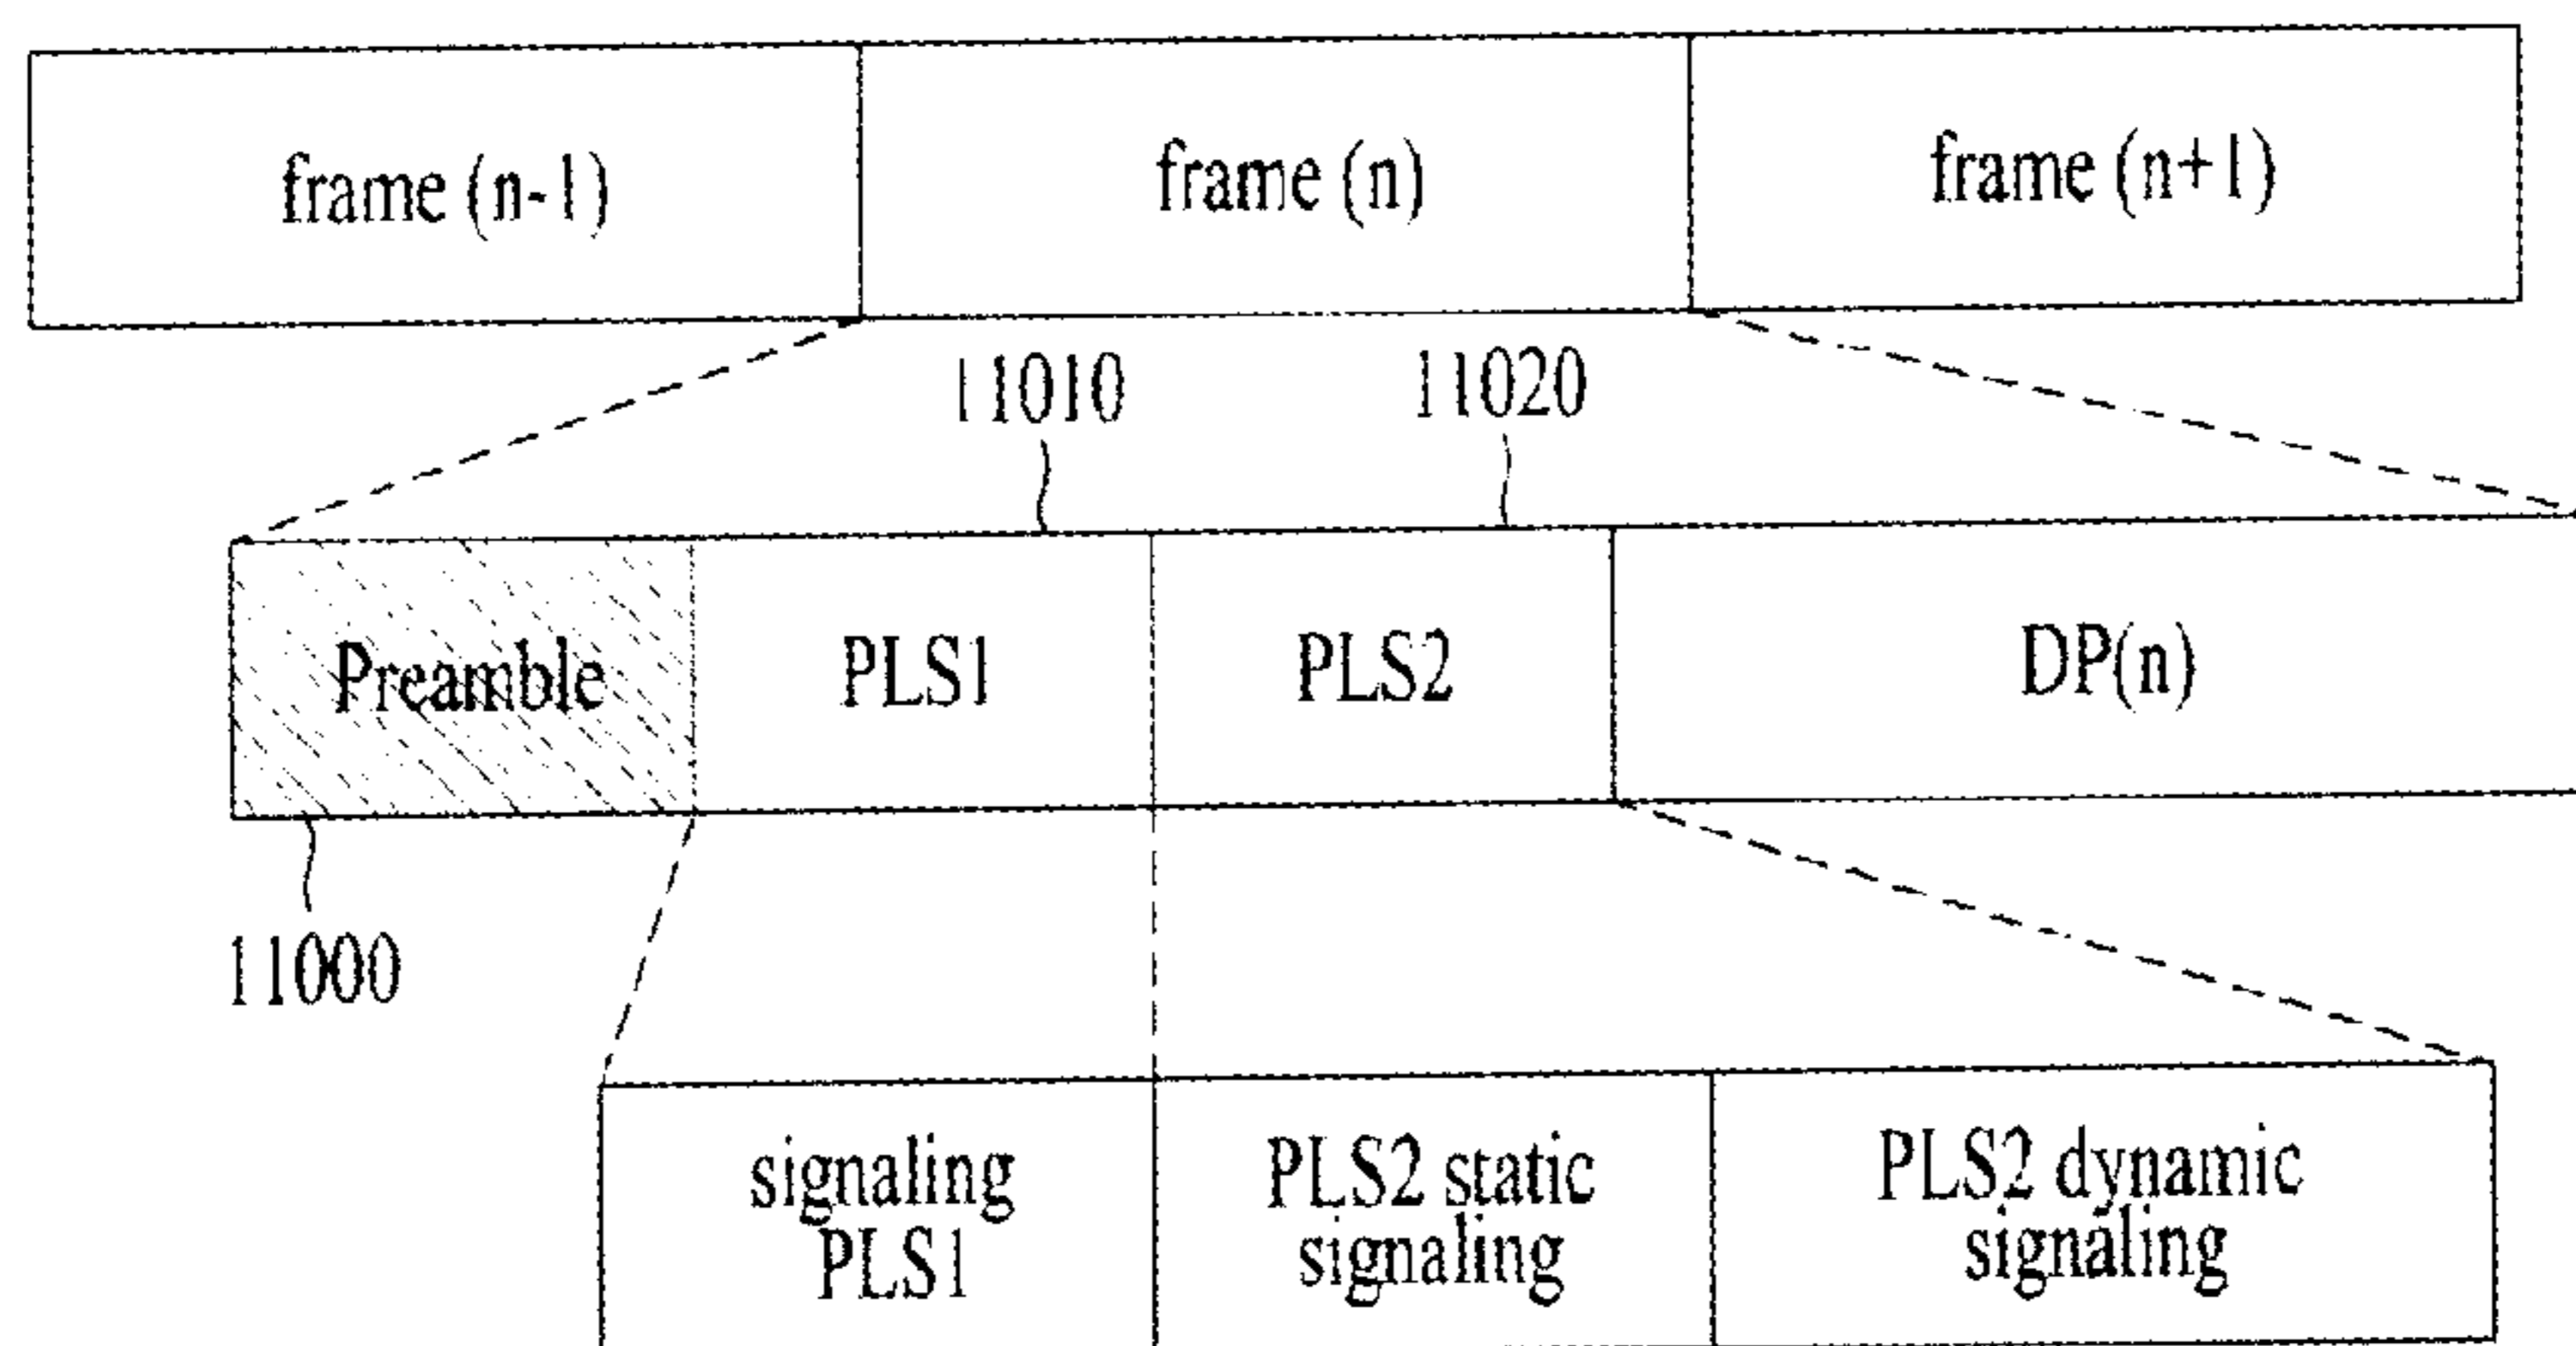 frame (n-1) frame (n) frame (n+1)
11010 11020
Preamble PLS1 PLS2 DP(n)
11000
signaling PLS2 static PLS2 dynamic
PLS1 signaling signaling